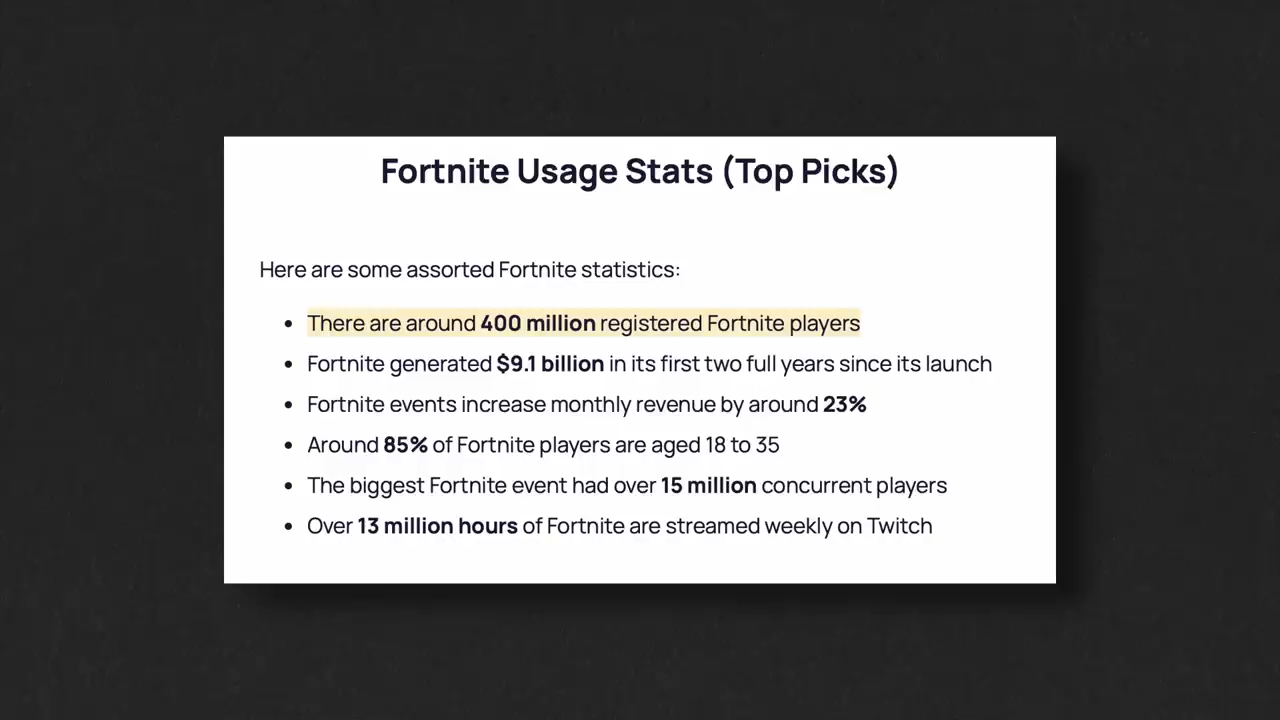 Fortnite Usage Stats (Top Picks)
Here are some assorted Fortnite statistics:
• There are around 400 million registered Fortnite players
• Fortnite generated $9.1 billion in its first two full years since its launch
• Fortnite events increase monthly revenue by around 23%
• Around 85% of Fortnite players are aged 18 to 35
• The biggest Fortnite event had over 15 million concurrent players
• Over 13 million hours of Fortnite are streamed weekly on Twitch